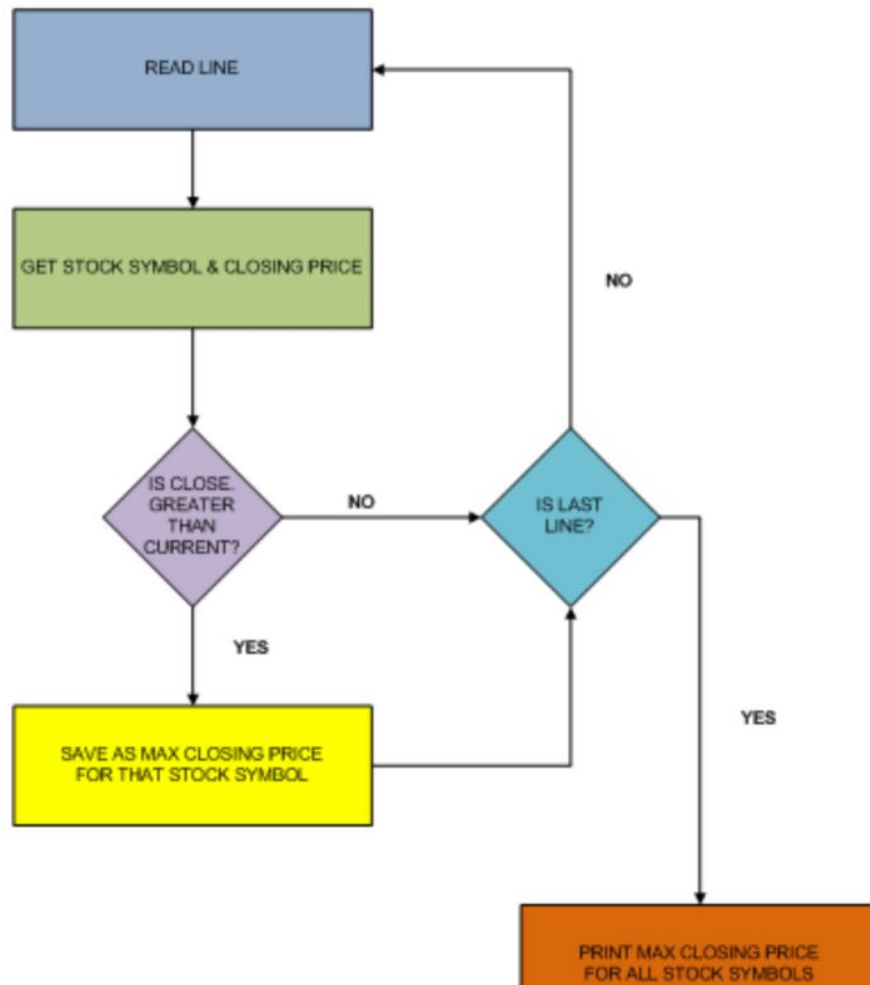 READ LINE
GET STOCK SYMBOL & CLOSING PRICE
NO
IS CLOSE.
GREATER
THAN
CURRENT?
NO
IS LAST
LINE?
YES
SAVE AS MAX CLOSING PRICE
FOR THAT STOCK SYMBOL
YES
PRINT MAX CLOSING PRICE
FOR ALL STOCK SYMBOLS